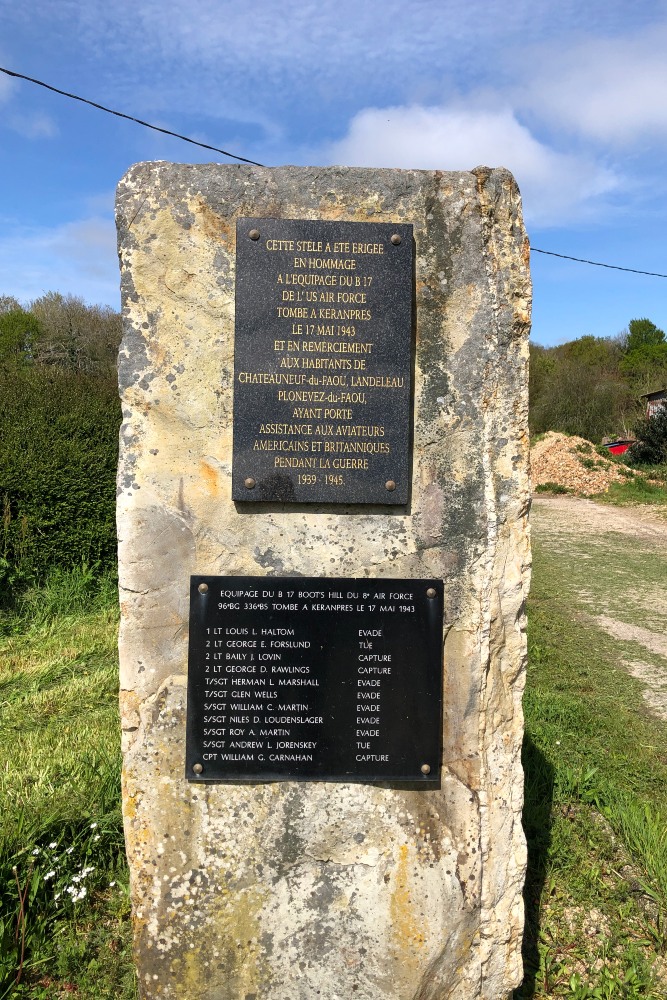 CETTE STELE A ETE ERIGEE
EN HOMMAGE
A L'EQUIPAGE DU B 17
DE L' US AIR FORCE
TOMBE A KERANPRES
LE 17 MAI 1943
ET EN REMERCIEMENT
AUX HABITANTS DE
CHATEAUNEUF-du-FAOU, LANDELEAU
PLONEVEZ-du-FAOU,
AYANT PORTE
ASSISTANCE AUX AVIATEURS
AMERICAINS ET BRITANNIQUES
PENDANT LA GUERRE
1939 - 1945.
EQUIPAGE DU B 17 BOOT'S HILL DU 8e AIR FORCE
96eBG 336eBS TOMBE A KERANPRES LE 17 MAI 1943
1 LT LOUIS L. HALTOM EVADE
2 LT GEORGE E. FORSLUND TUE
2 LT BAILY J. LOVIN CAPTURE
2 LT GEORGE D. RAWLINGS CAPTURE
T/SGT HERMAN L. MARSHALL EVADE
T/SGT GLEN WELLS EVADE
S/SGT WILLIAM C. MARTIN EVADE
S/SGT NILES D. LOUDENSLAGER EVADE
S/SGT ROY A. MARTIN EVADE
S/SGT ANDREW L. JORENSKEY TUE
CPT WILLIAM G. CARNAHAN CAPTURE